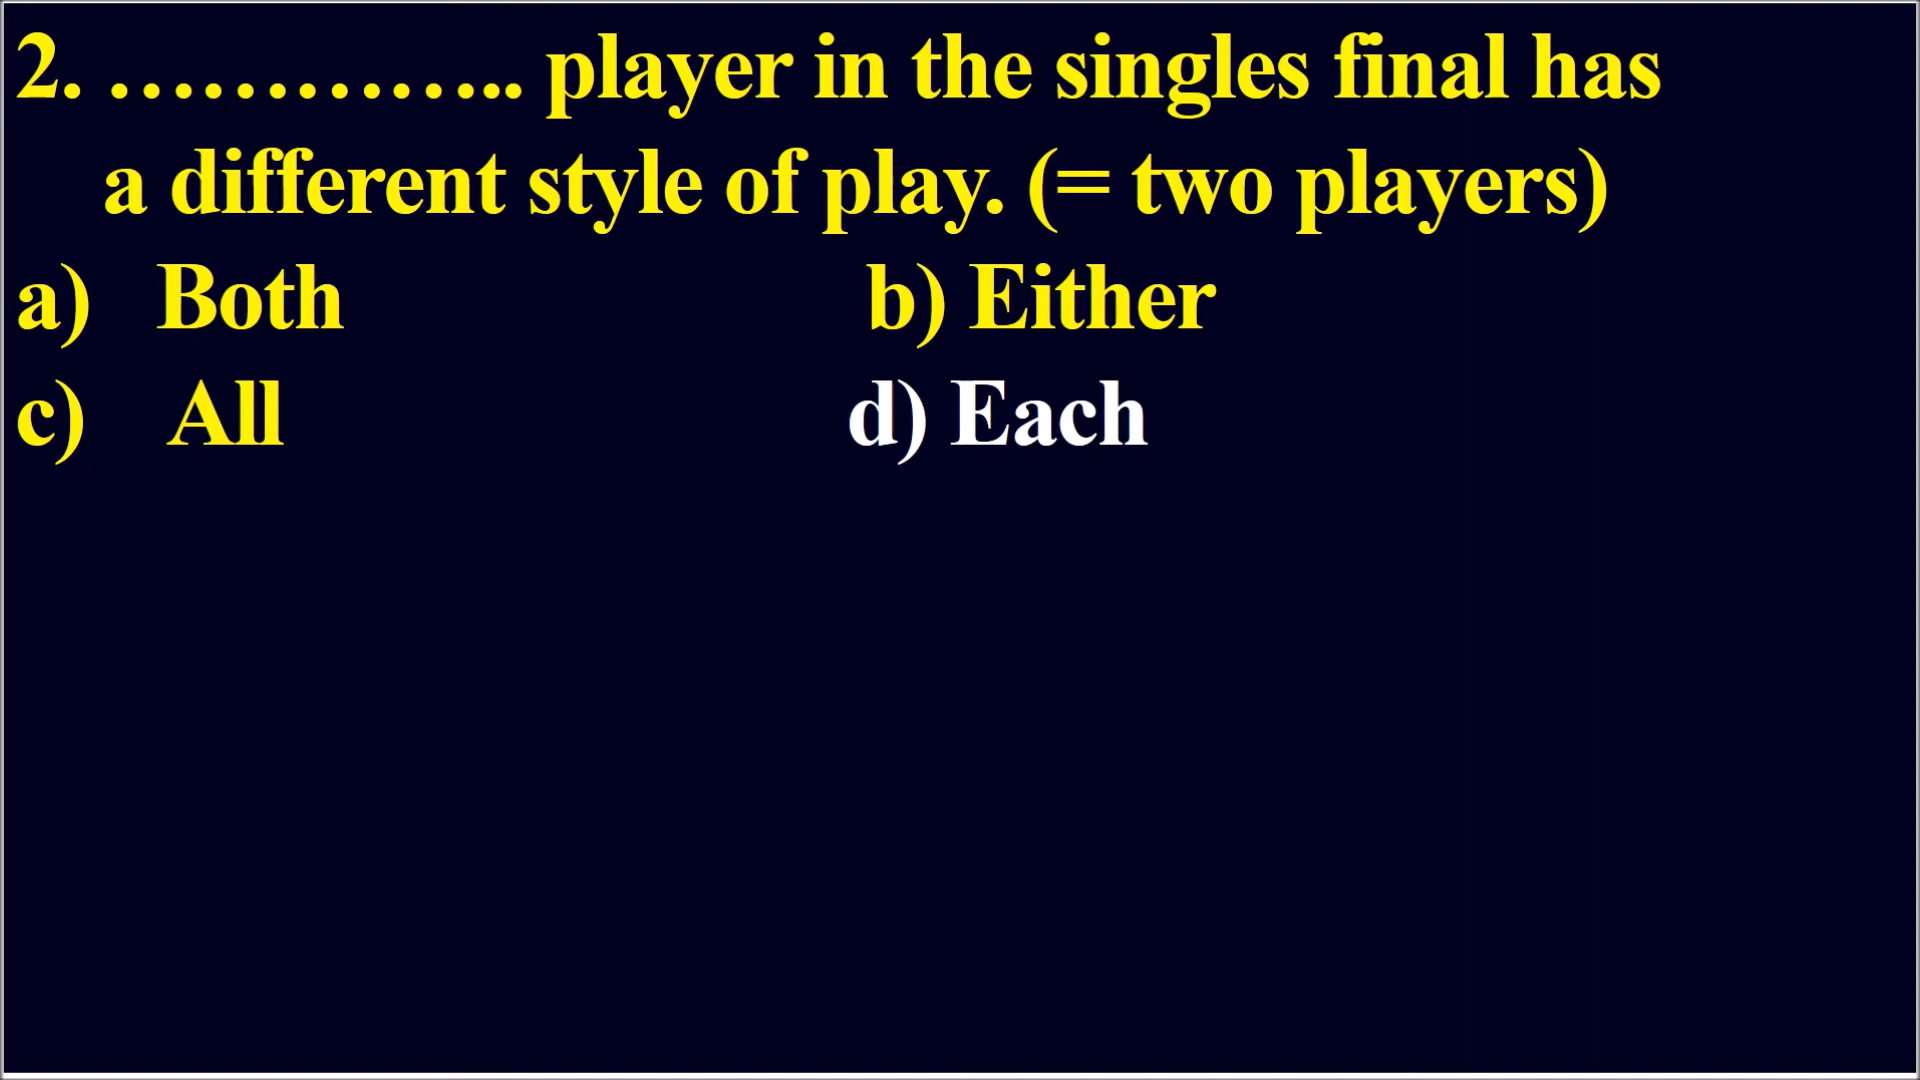 2. ………….. player in the singles final has
a different style of play. (= two players)
a) Both b) Either
c) All d) Each